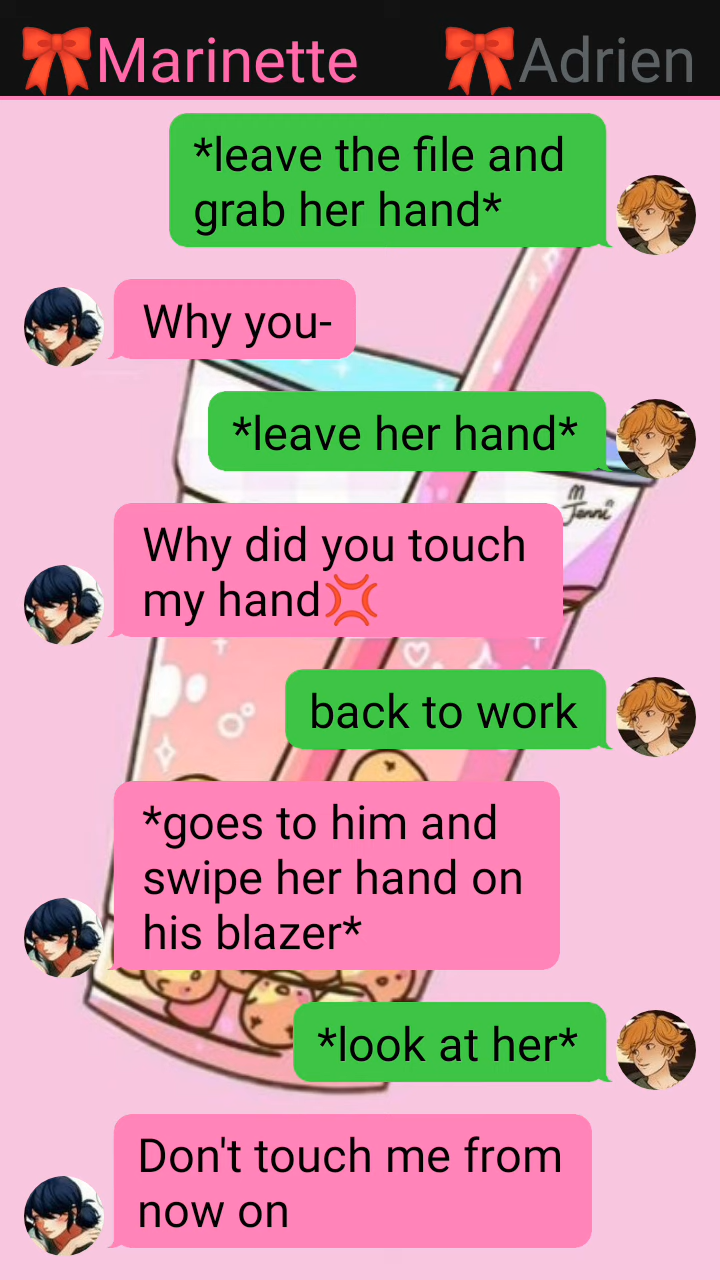 🎀Marinette 🎀Adrien
*leave the file and
grab her hand*
Why you-
*leave her hand*
Jenni
Why did you touch
my hand💢
back to work
*goes to him and
swipe her hand on
his blazer*
*look at her*
Don't touch me from
now on